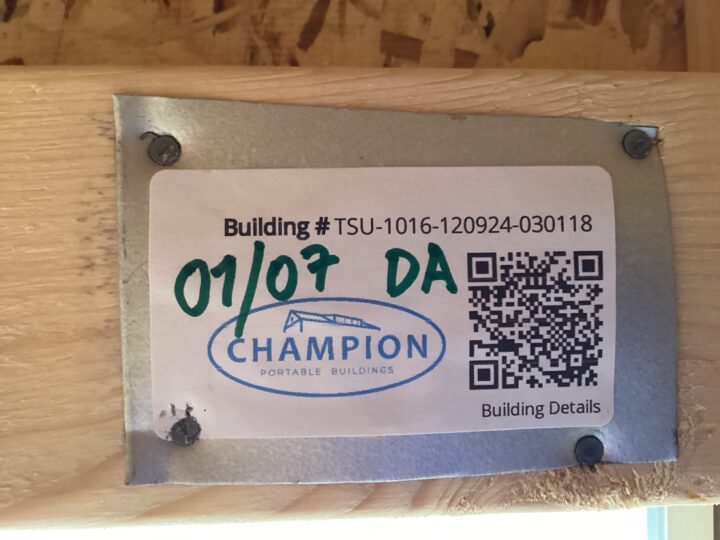 Building # TSU-1016-120924-030118
01/07 DA
CHAMPION
PORTABLE BUILDINGS
Building Details